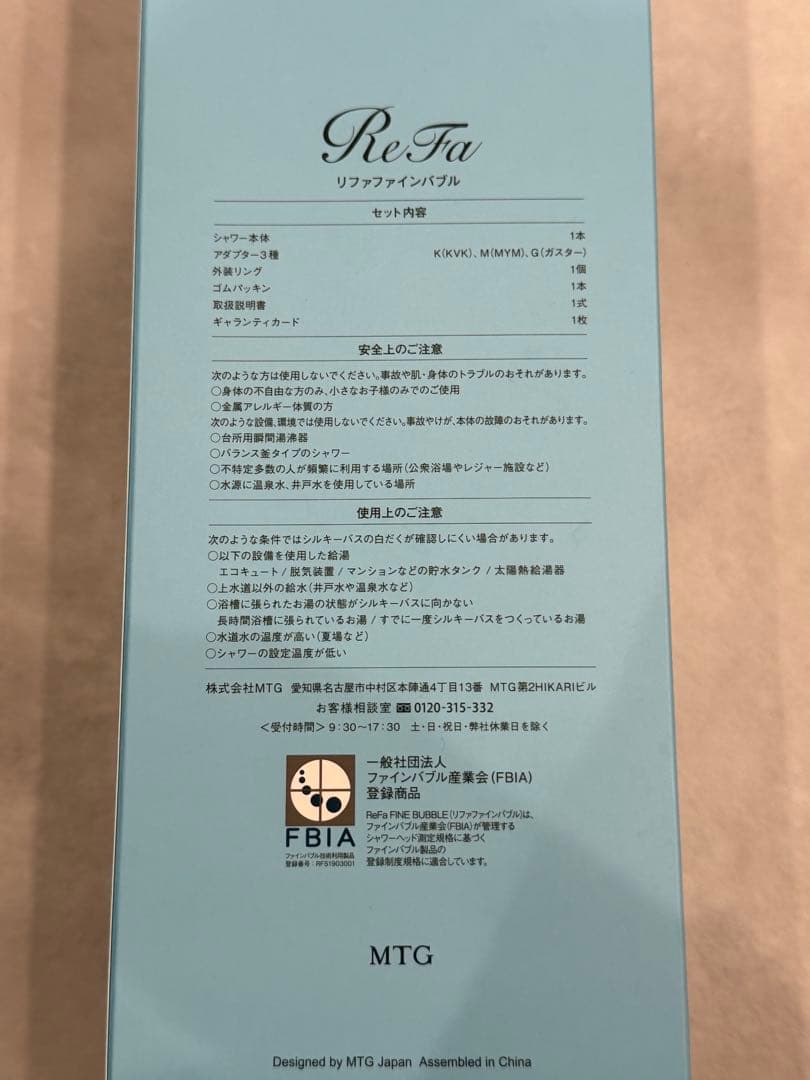 ReFa
リファファインバブル
セット内容
シャワー本体 1本
アダプター3種 K(KVK)、M(MYM)、G(ガスター)
外装リング 1個
ゴムパッキン 1本
取扱説明書 1式
ギャランティカード 1枚
安全上のご注意
次のような方は使用しないでください。事故や肌・身体のトラブルのおそれがあります。
○身体の不自由な方のみ、小さなお子様のみでのご使用
○金属アレルギー体質の方
次のような設備、環境では使用しないでください。事故やけが、本体の故障のおそれがあります。
○台所用瞬間湯沸器
○バランス釜タイプのシャワー
○不特定多数の人が頻繁に利用する場所(公衆浴場やレジャー施設など)
○水源に温泉水、井戸水を使用している場所
使用上のご注意
次のような条件ではシルキーバスの白だくが確認しにくい場合があります。
○以下の設備を使用した給湯
エコキュート / 脱気装置 / マンションなどの貯水タンク / 太陽熱給湯器
○上水道以外の給水(井戸水や温泉水など)
○浴槽に張られたお湯の状態がシルキーバスに向かない
長時間浴槽に張られているお湯 / すでに一度シルキーバスをつくっているお湯
○水道水の温度が高い(夏場など)
○シャワーの設定温度が低い
株式会社MTG 愛知県名古屋市中村区本陣通4丁目13番 MTG第2HIKARIビル
お客様相談室 0120-315-332
＜受付時間＞9:30~17:30 土・日・祝日・弊社休業日を除く
一般社団法人
ファインバブル産業会(FBIA)
登録商品
ReFa FINE BUBBLE(リファファインバブル)は、
ファインバブル産業会(FBIA)が管理する
シャワーヘッド測定規格に基づく
ファインバブル製品の
登録制度規格に適合しています。
FBIA
ファインバブル技術利用製品
登録番号：RFS1903001
MTG
Designed by MTG Japan Assembled in China